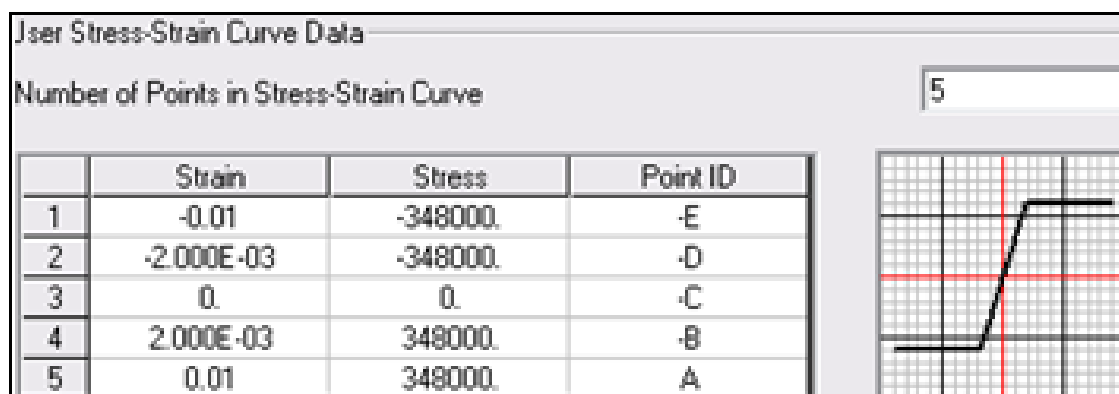 Jser Stress-Strain Curve Data
Number of Points in Stress-Strain Curve 5
Strain Stress Point ID
1 -0.01 -348000. -E
2 -2.000E-03 -348000. -D
3 0. 0. -C
4 2.000E-03 348000. -B
5 0.01 348000. A